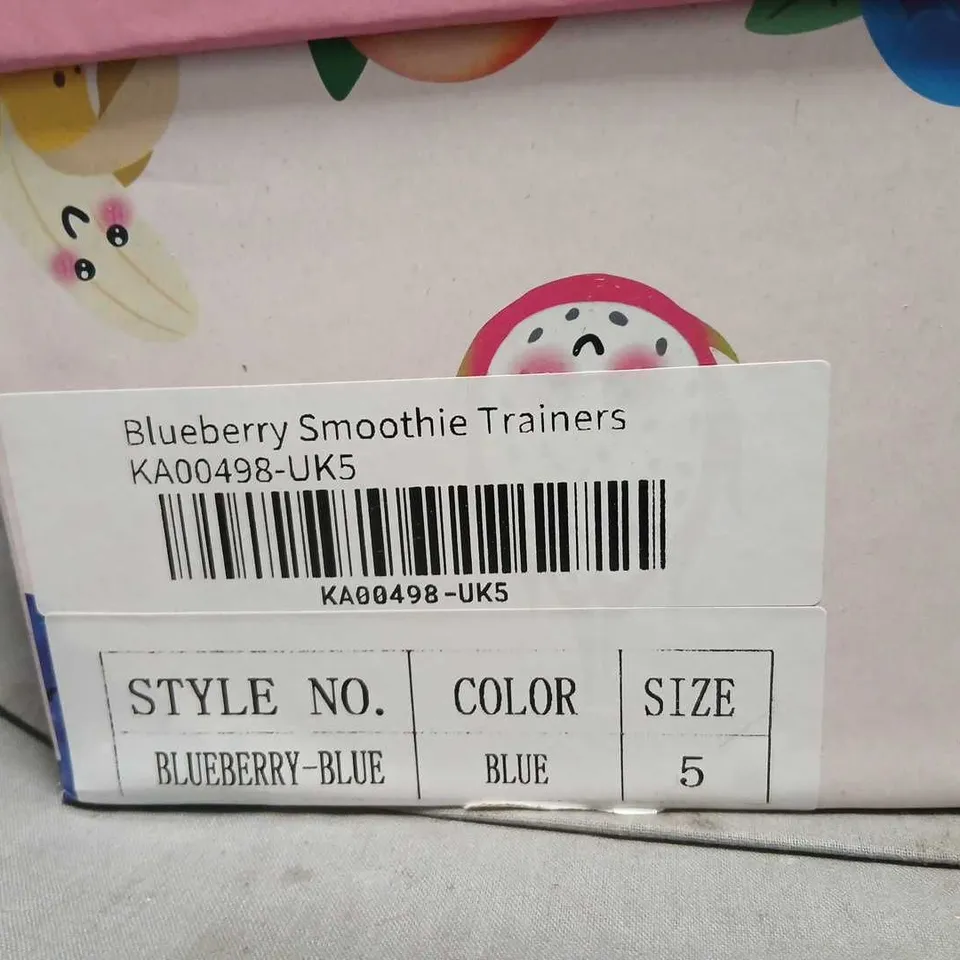 Blueberry Smoothie Trainers
KA00498-UK5
KA00498-UK5
STYLE NO. COLOR SIZE
BLUEBERRY-BLUE BLUE 5